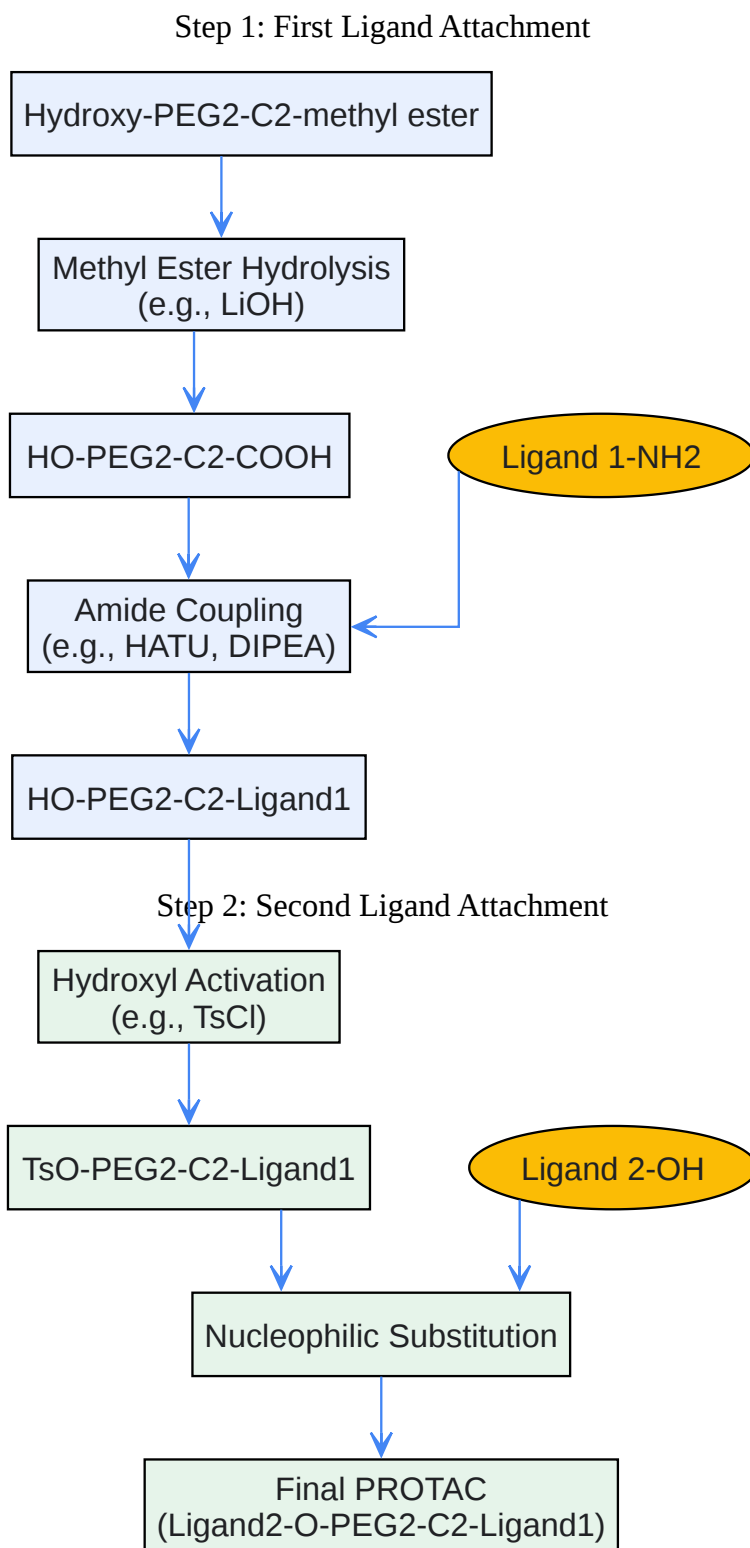 Step 1: First Ligand Attachment
Hydroxy-PEG2-C2-methyl ester
Methyl Ester Hydrolysis
(e.g., LiOH)
HO-PEG2-C2-COOH
Ligand 1-NH2
Amide Coupling
(e.g., HATU, DIPEA)
HO-PEG2-C2-Ligand1
Step 2: Second Ligand Attachment
Hydroxyl Activation
(e.g., TsCl)
TsO-PEG2-C2-Ligand1
Ligand 2-OH
Nucleophilic Substitution
Final PROTAC
(Ligand2-O-PEG2-C2-Ligand1)